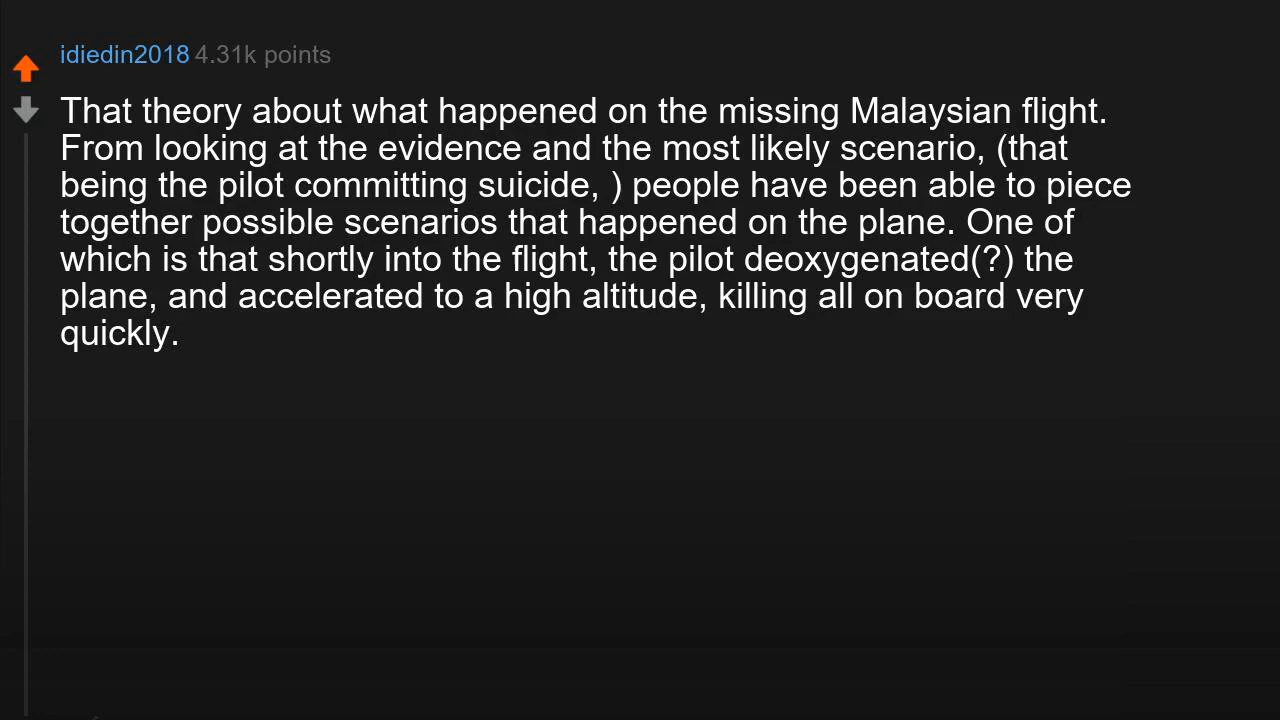 idiedin2018 4.31k points
That theory about what happened on the missing Malaysian flight.
From looking at the evidence and the most likely scenario, (that
being the pilot committing suicide, ) people have been able to piece
together possible scenarios that happened on the plane. One of
which is that shortly into the flight, the pilot deoxygenated(?) the
plane, and accelerated to a high altitude, killing all on board very
quickly.